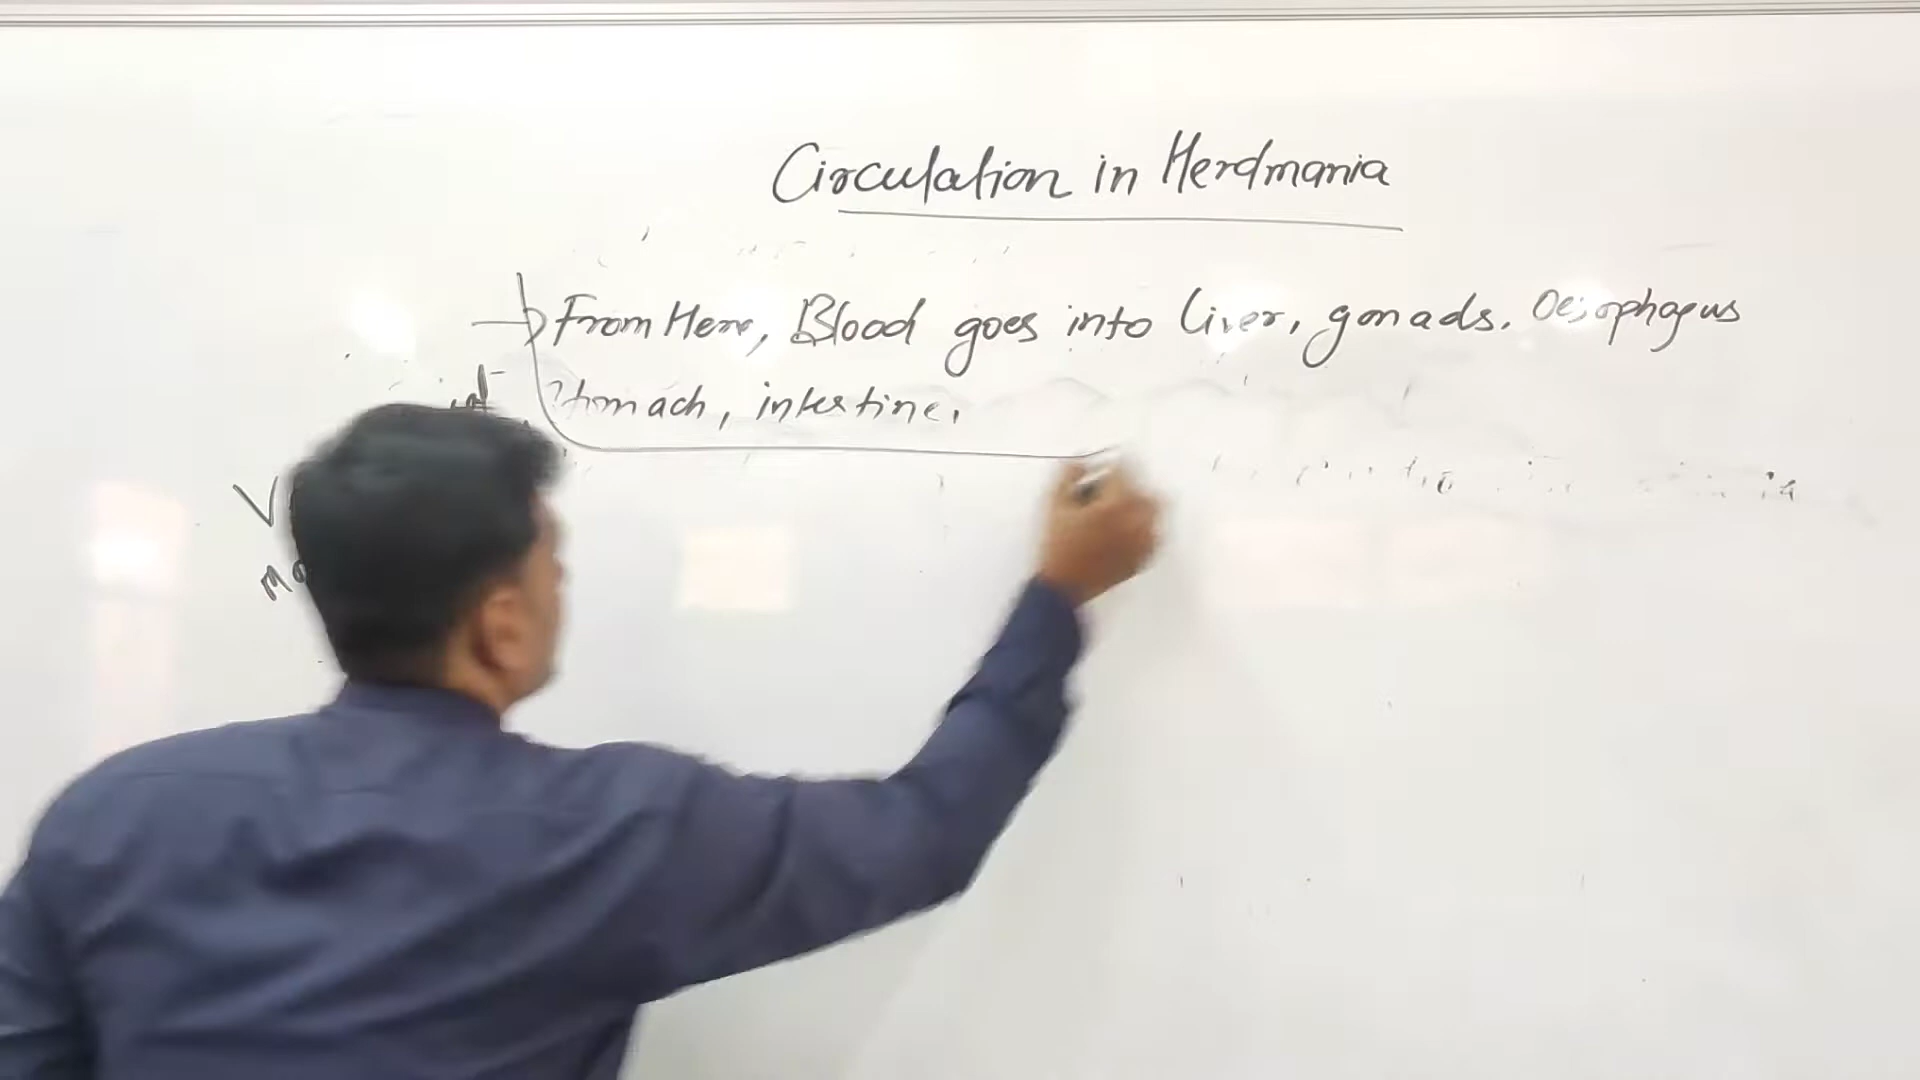 Circulation in Herdmania
From Here, Blood goes into liver, gonads. Oesophagus
Stomach, intestine.